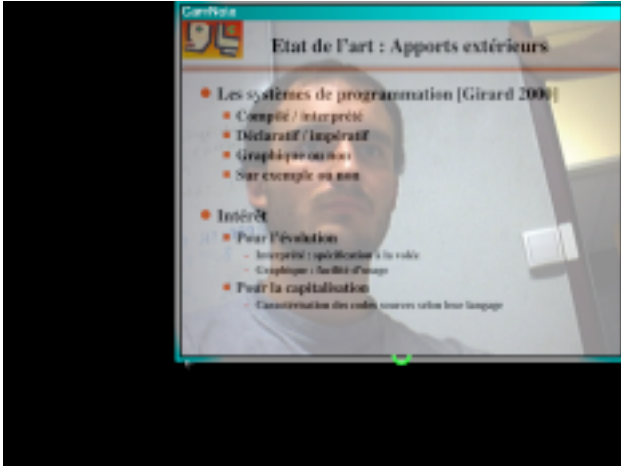 CamNote
Etat de l'art : Apports extérieurs
Les systèmes de programmation [Girard 2000]
Compilé / interprété
Déclaratif / impératif
Graphique ou non
Sur exemple ou non
Intérêt
Pour l'évolution
- Interprété : spécification à la volée
- Graphique : facilité d'usage
Pour la capitalisation
- Caractérisation des codes sources selon leur langage